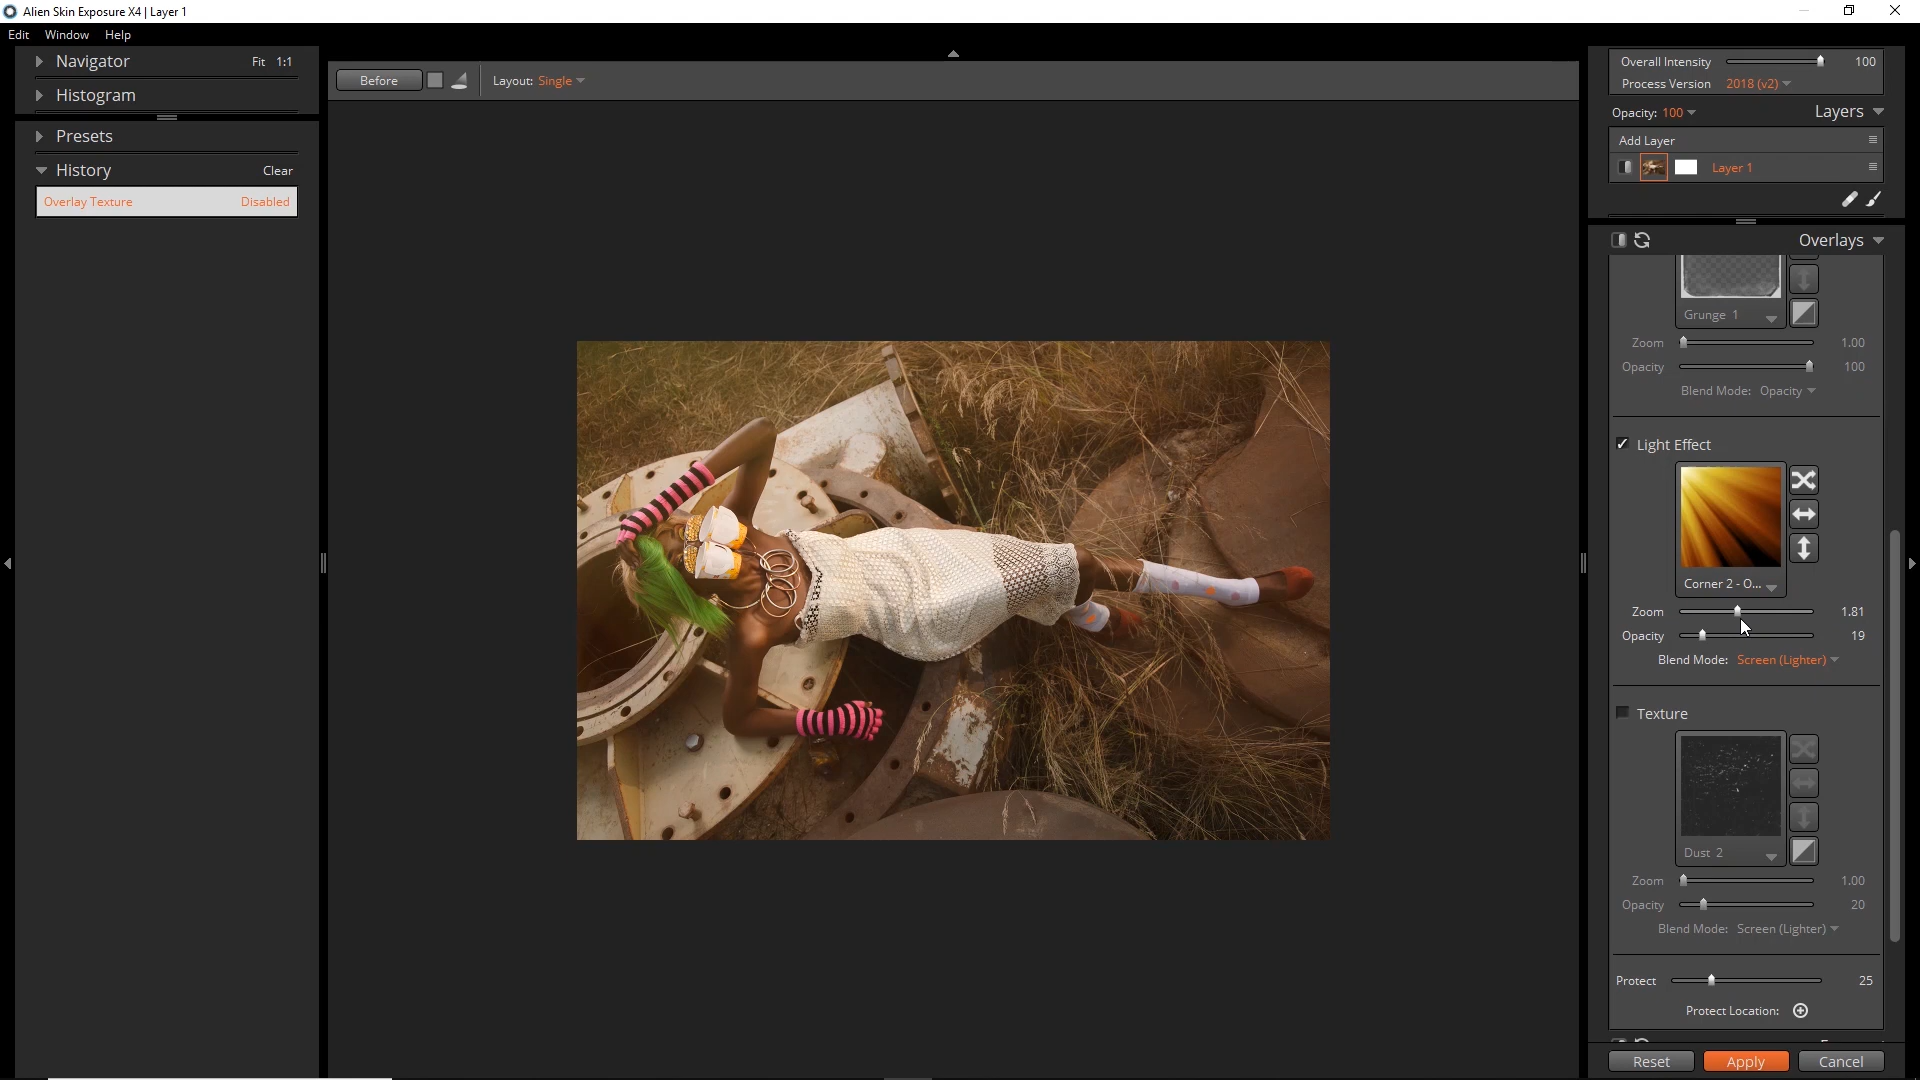 Alien Skin Exposure X4 | Layer 1
Edit Window Help
Navigator Fit 1:1
Histogram
Presets
History Clear
Overlay Texture Disabled
Before Layout: Single
Overall Intensity 100
Process Version 2018 (v2)
Opacity: 100 Layers
Add Layer
Layer 1
Overlays
Grunge 1
Zoom 1.00
Opacity 100
Blend Mode: Opacity
Light Effect
Corner 2 - O...
Zoom 1.81
Opacity 19
Blend Mode: Screen (Lighter)
Texture
Dust 2
Zoom 1.00
Opacity 20
Blend Mode: Screen (Lighter)
Protect 25
Protect Location:
Reset Apply Cancel